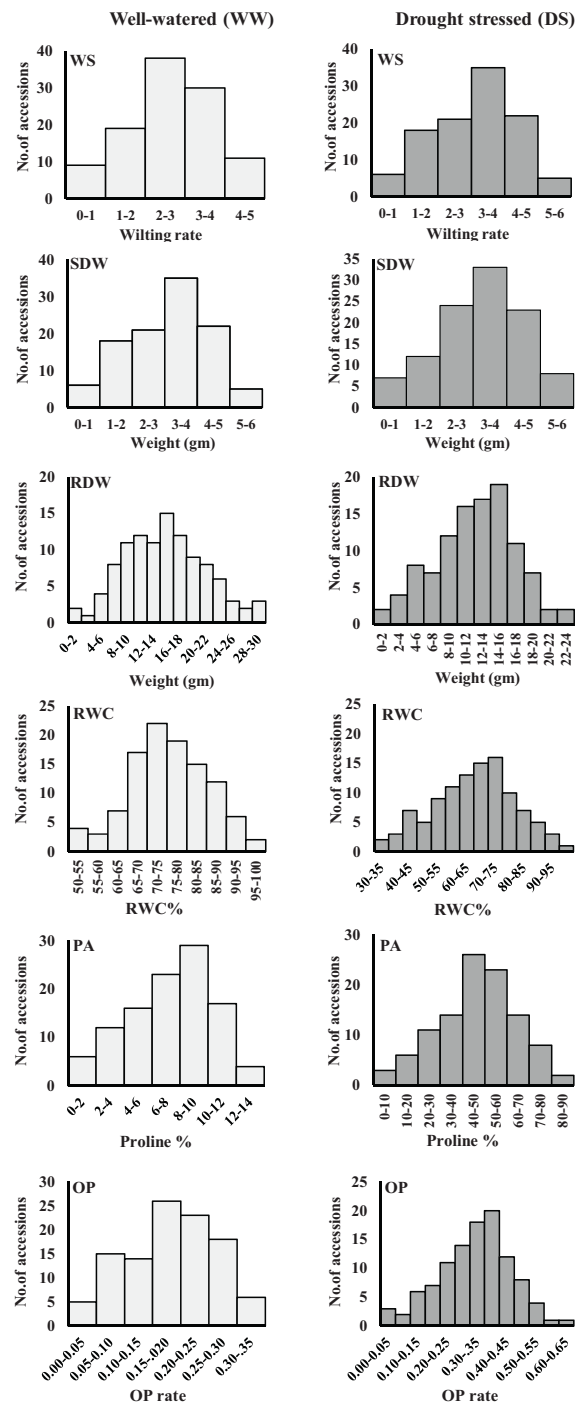 Well-watered (WW)
Drought stressed (DS)
WS
No.of accessions
40
30
20
10
0
0-1 1-2 2-3 3-4 4-5
Wilting rate
WS
No.of accessions
40
30
20
10
0
0-1 1-2 2-3 3-4 4-5 5-6
Wilting rate
SDW
No.of accessions
40
30
20
10
0
0-1 1-2 2-3 3-4 4-5 5-6
Weight (gm)
SDW
No.of accessions
35
30
25
20
15
10
5
0
0-1 1-2 2-3 3-4 4-5 5-6
Weight (gm)
RDW
No.of accessions
20
15
10
5
0
0-2 4-6 8-10 12-14 16-18 20-22 24-26 28-30
Weight (gm)
RDW
No.of accessions
20
15
10
5
0
0-2 2-4 4-6 6-8 8-10 10-12 12-14 14-16 16-18 18-20 20-22 22-24
Weight (gm)
RWC
No.of accessions
25
20
15
10
5
0
50-55 55-60 60-65 65-70 70-75 75-80 80-85 85-90 90-95 95-100
RWC%
RWC
No.of accessions
25
20
15
10
5
0
30-35 40-45 50-55 60-65 70-75 80-85 90-95
RWC%
PA
No.of accessions
30
20
10
0
0-2 2-4 4-6 6-8 8-10 10-12 12-14
Proline %
PA
No.of accessions
30
20
10
0
0-10 10-20 20-30 30-40 40-50 50-60 60-70 70-80 80-90
Proline %
OP
No.of accessions
30
25
20
15
10
5
0
0.00-0.05 0.05-0.10 0.10-0.15 0.15-.020 0.20-0.25 0.25-0.30 0.30-.35
OP rate
OP
No.of accessions
25
20
15
10
5
0
0.00-0.05 0.10-0.15 0.20-0.25 0.30-.35 0.40-0.45 0.50-0.55 0.60-0.65
OP rate